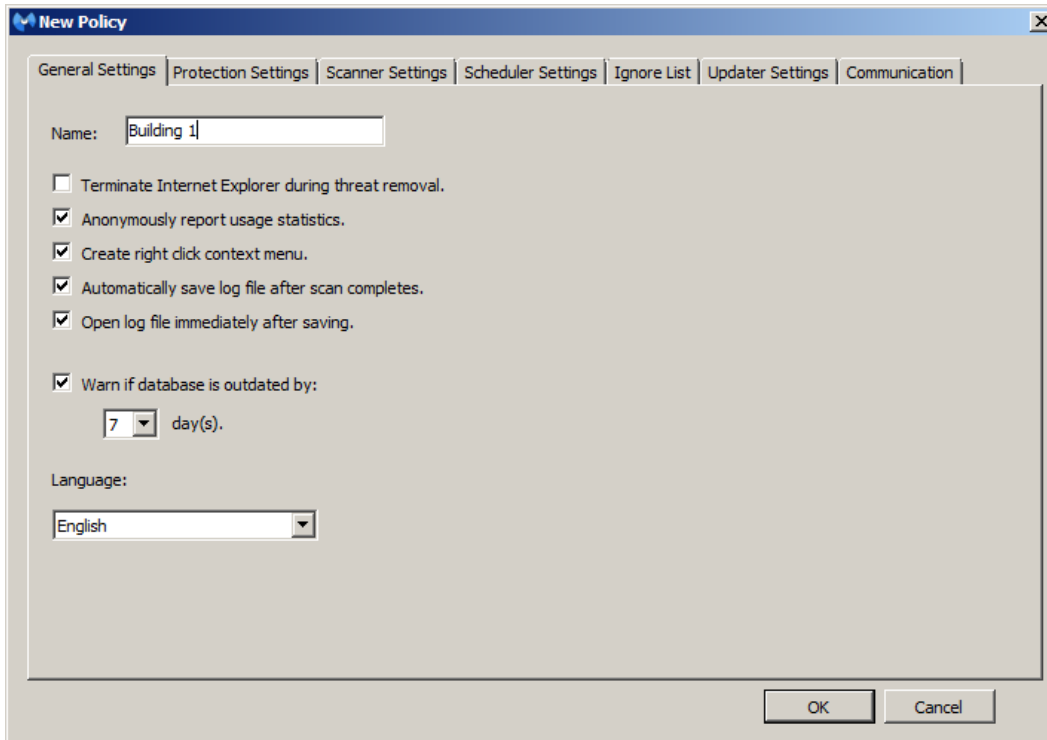 New Policy
General Settings Protection Settings Scanner Settings Scheduler Settings Ignore List Updater Settings Communication
Name: Building 1
Terminate Internet Explorer during threat removal.
Anonymously report usage statistics.
Create right click context menu.
Automatically save log file after scan completes.
Open log file immediately after saving.
Warn if database is outdated by:
7 day(s).
Language:
English
OK Cancel